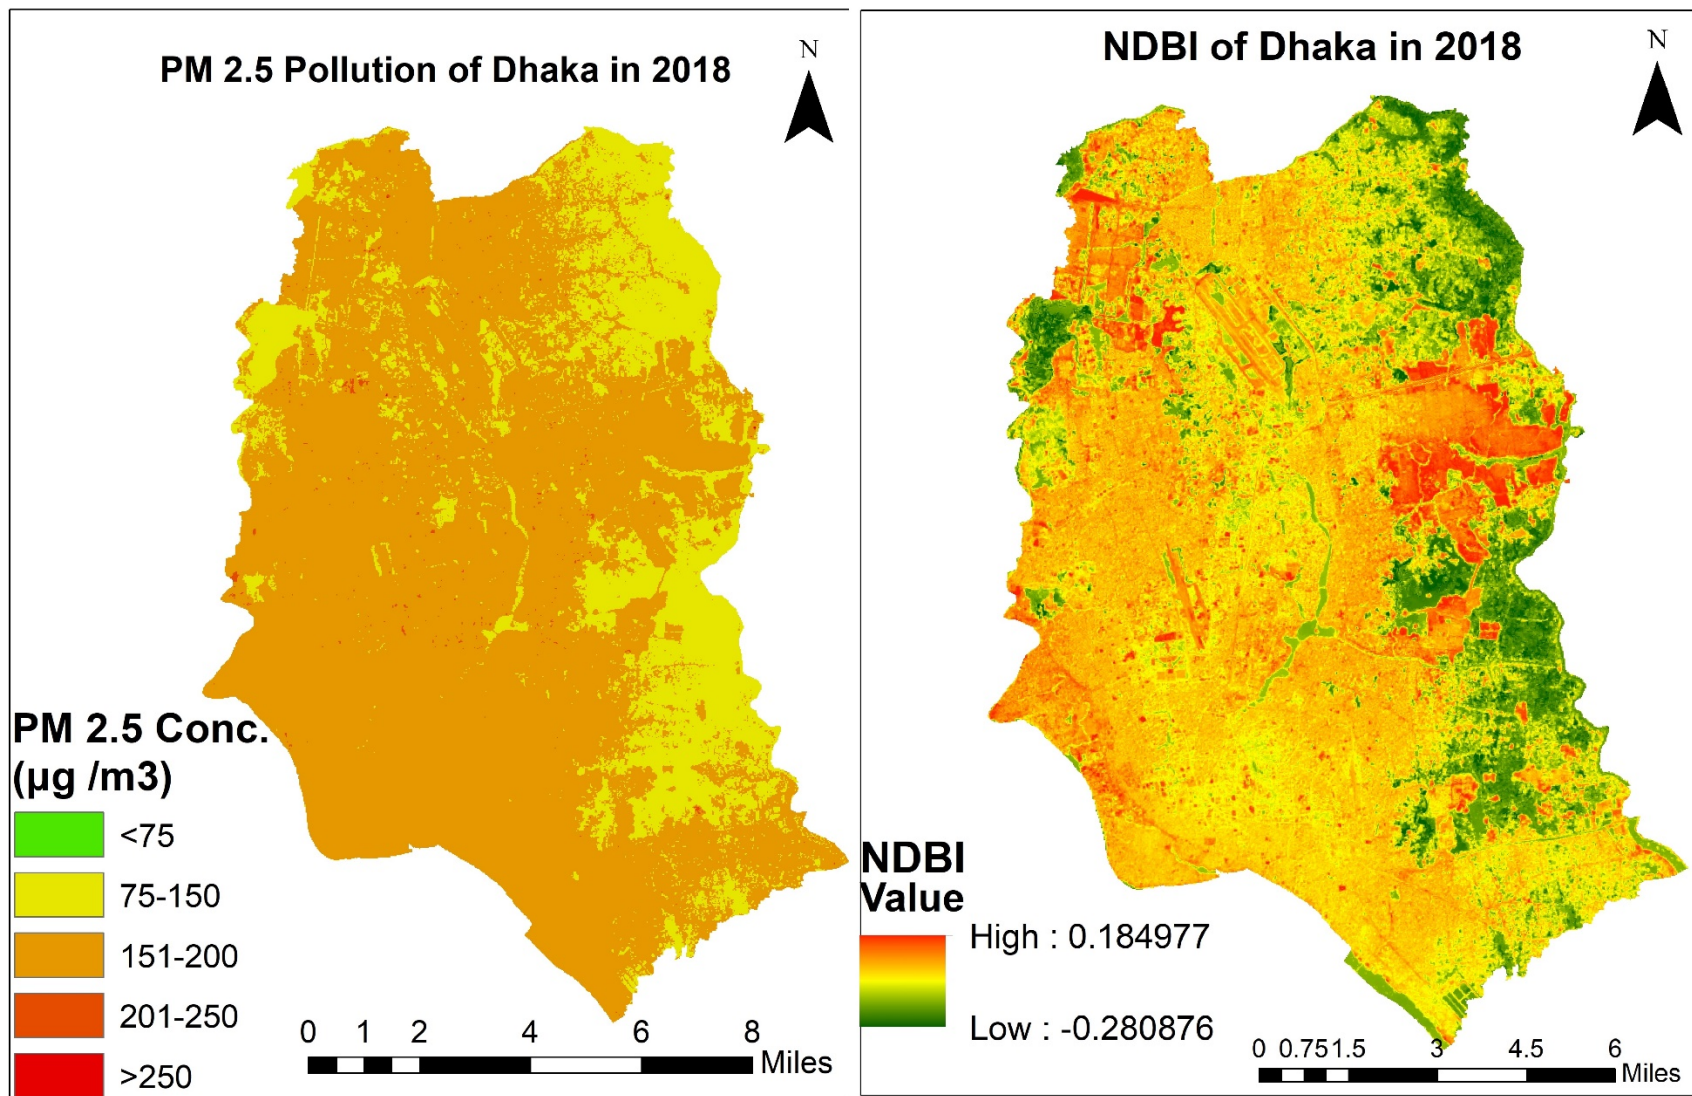 PM 2.5 Pollution of Dhaka in 2018
N
PM 2.5 Conc.
(µg /m3)
<75
75-150
151-200
201-250
>250
0 1 2 4 6 8
Miles
NDBI of Dhaka in 2018
N
NDBI
Value
High : 0.184977
Low : -0.280876
0 0.75 1.5 3 4.5 6
Miles